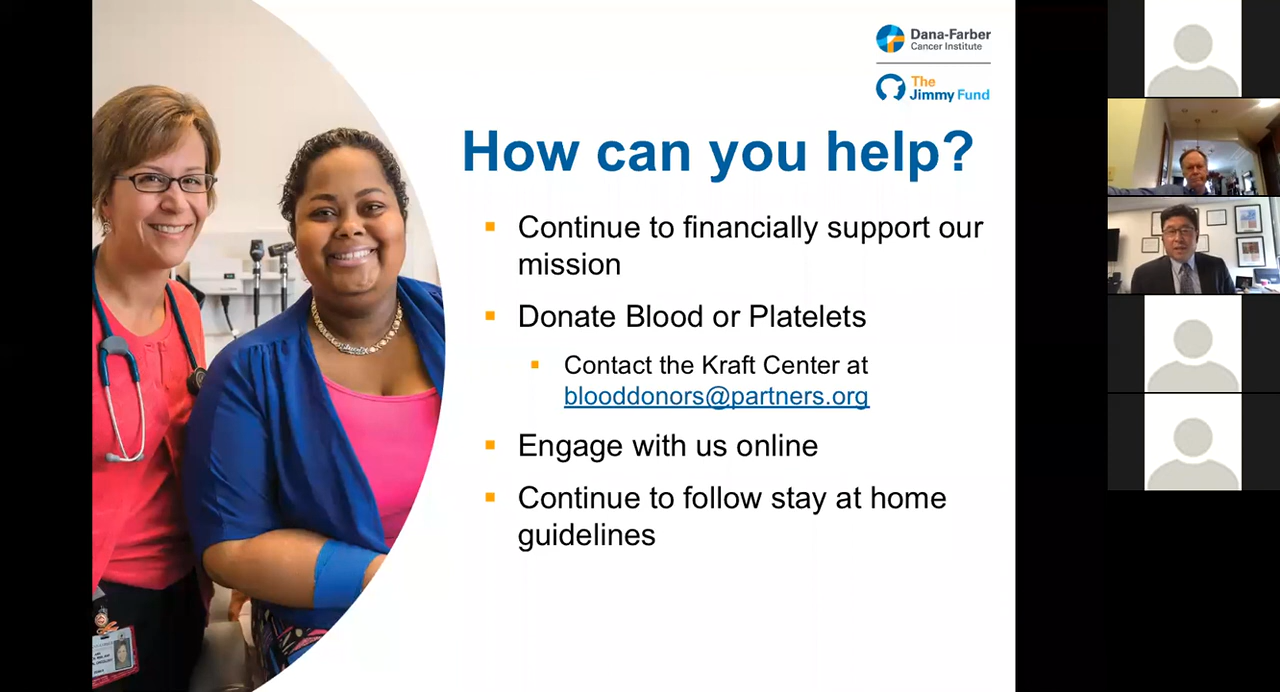 Dana-Farber
Cancer Institute
The
Jimmy Fund
How can you help?
Continue to financially support our
mission
Donate Blood or Platelets
Contact the Kraft Center at
blooddonors@partners.org
Engage with us online
Continue to follow stay at home
guidelines